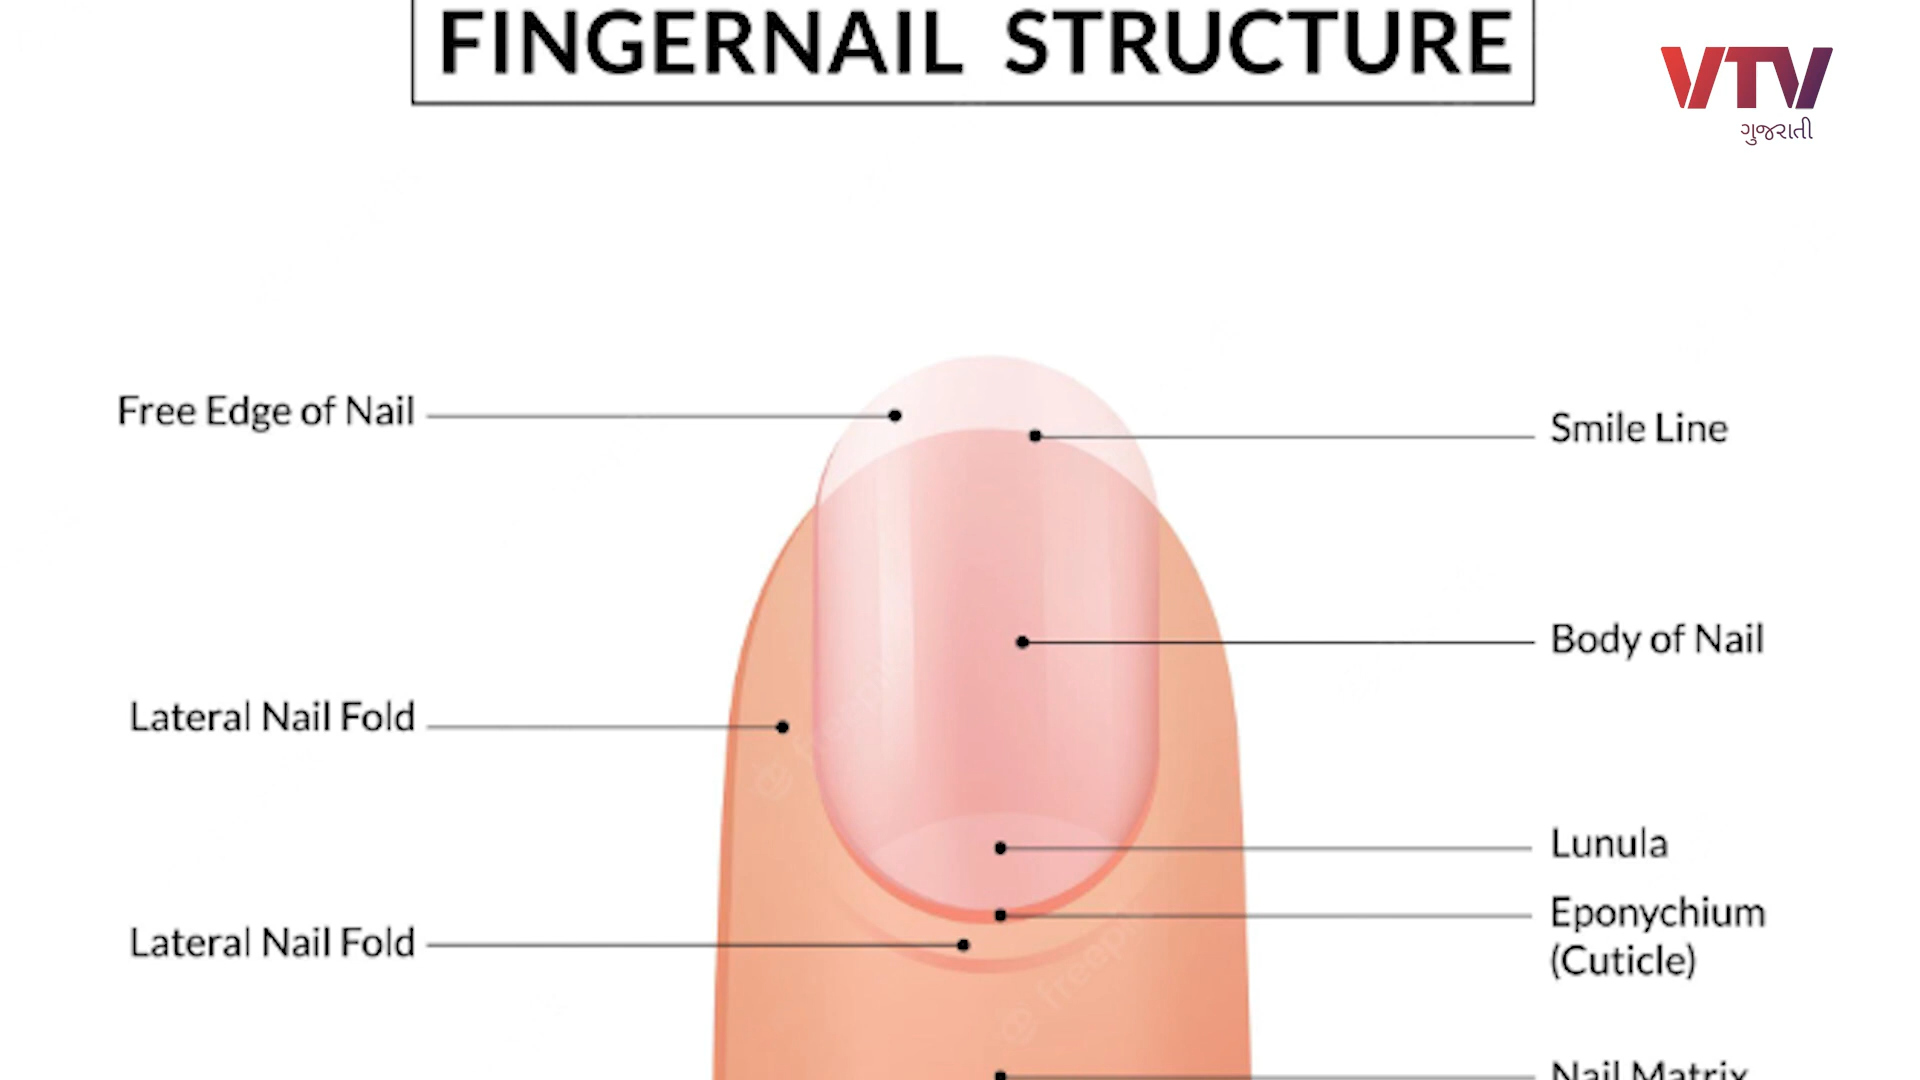 FINGERNAIL STRUCTURE
VTV
ગુજરાતી
Free Edge of Nail
Smile Line
Body of Nail
Lateral Nail Fold
Lunula
Eponychium
(Cuticle)
Lateral Nail Fold
Nail Matrix
freepik